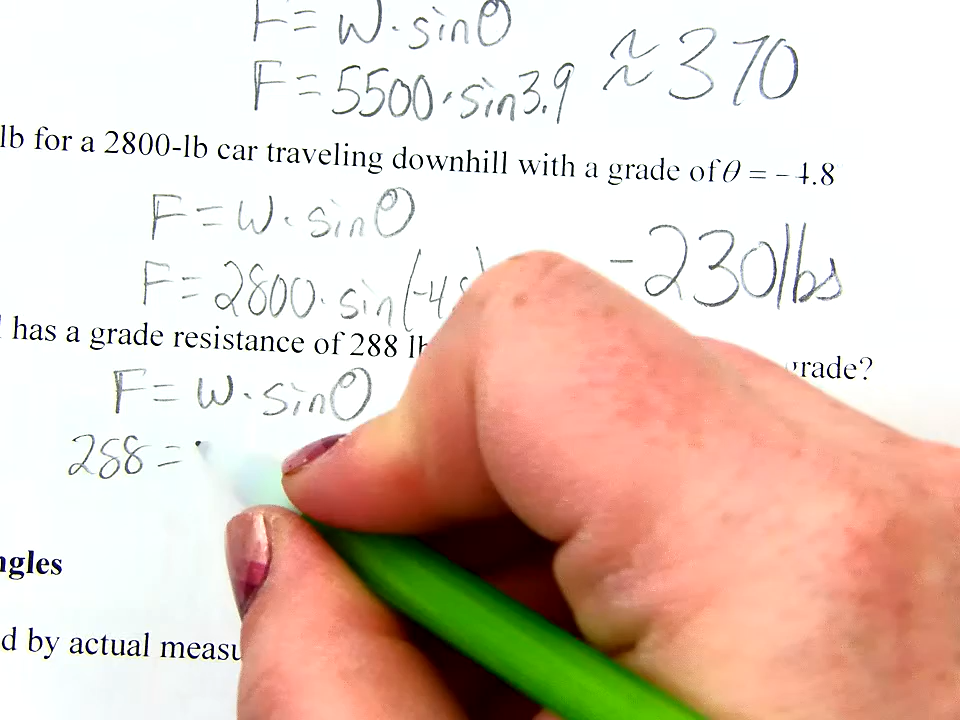 F = W · sinθ
F = 5500 · sin3.9 ≈ 370
lb for a 2800-lb car traveling downhill with a grade of θ = −4.8
F = W · sinθ
F = 2800 · sin(-4.8) -230lbs
has a grade resistance of 288 grade?
F = W · sinθ
288 =
ngles
d by actual